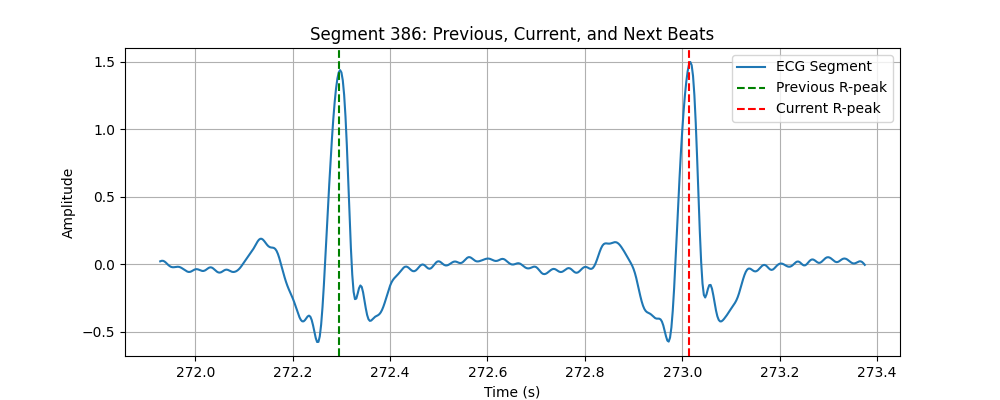 Segment 386: Previous, Current, and Next Beats
ECG Segment
Previous R-peak
Current R-peak
Amplitude
1.5
1.0
0.5
0.0
−0.5
272.0 272.2 272.4 272.6 272.8 273.0 273.2 273.4
Time (s)